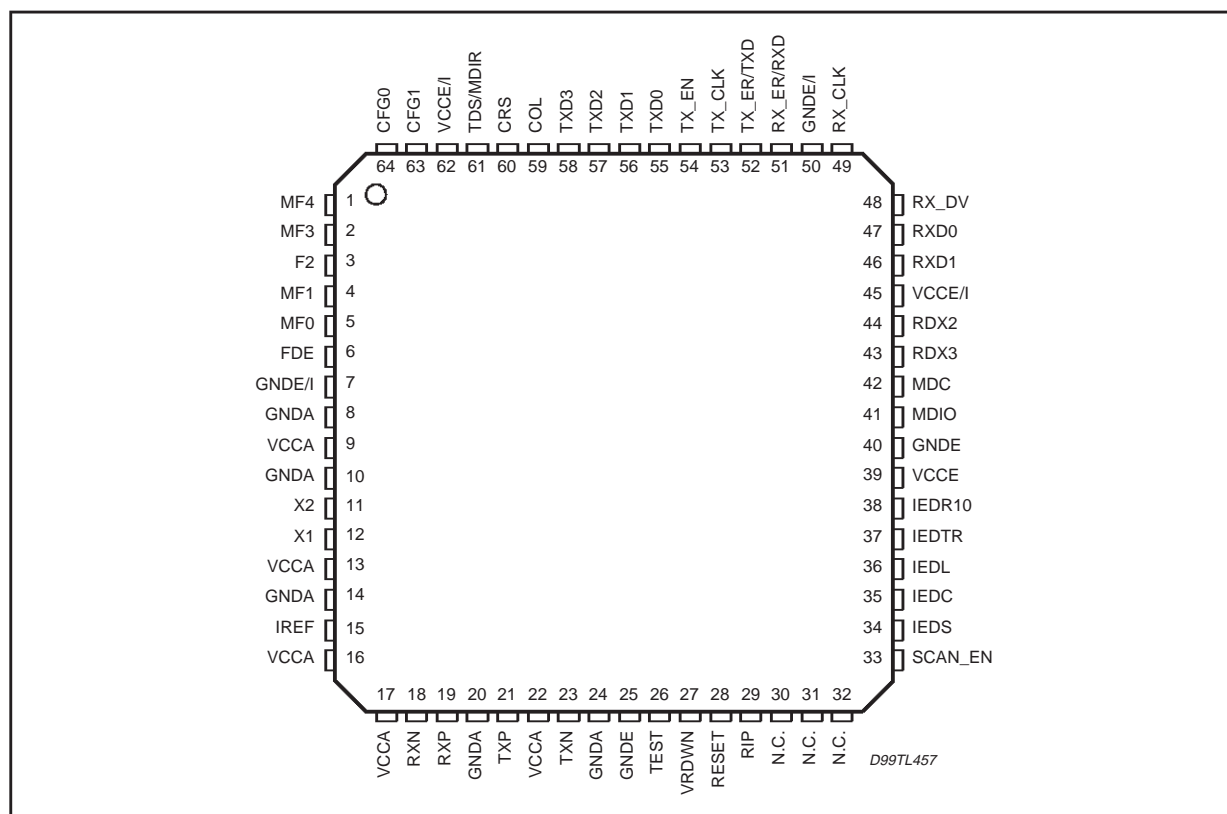 CFG0
CFG1
VCCE/I
TDS/MDIR
CRS
COL
TXD3
TXD2
TXD1
TXD0
TX_EN
TX_CLK
TX_ER/TXD
RX_ER/RXD
GNDE/I
RX_CLK
64 63 62 61 60 59 58 57 56 55 54 53 52 51 50 49
MF4 1
MF3 2
F2 3
MF1 4
MF0 5
FDE 6
GNDE/I 7
GNDA 8
VCCA 9
GNDA 10
X2 11
X1 12
VCCA 13
GNDA 14
IREF 15
VCCA 16
48 RX_DV
47 RXD0
46 RXD1
45 VCCE/I
44 RDX2
43 RDX3
42 MDC
41 MDIO
40 GNDE
39 VCCE
38 IEDR10
37 IEDTR
36 IEDL
35 IEDC
34 IEDS
33 SCAN_EN
17 18 19 20 21 22 23 24 25 26 27 28 29 30 31 32
VCCA
RXN
RXP
GNDA
TXP
VCCA
TXN
GNDA
GNDE
TEST
VRDWN
RESET
RIP
N.C.
N.C.
N.C.
D99TL457